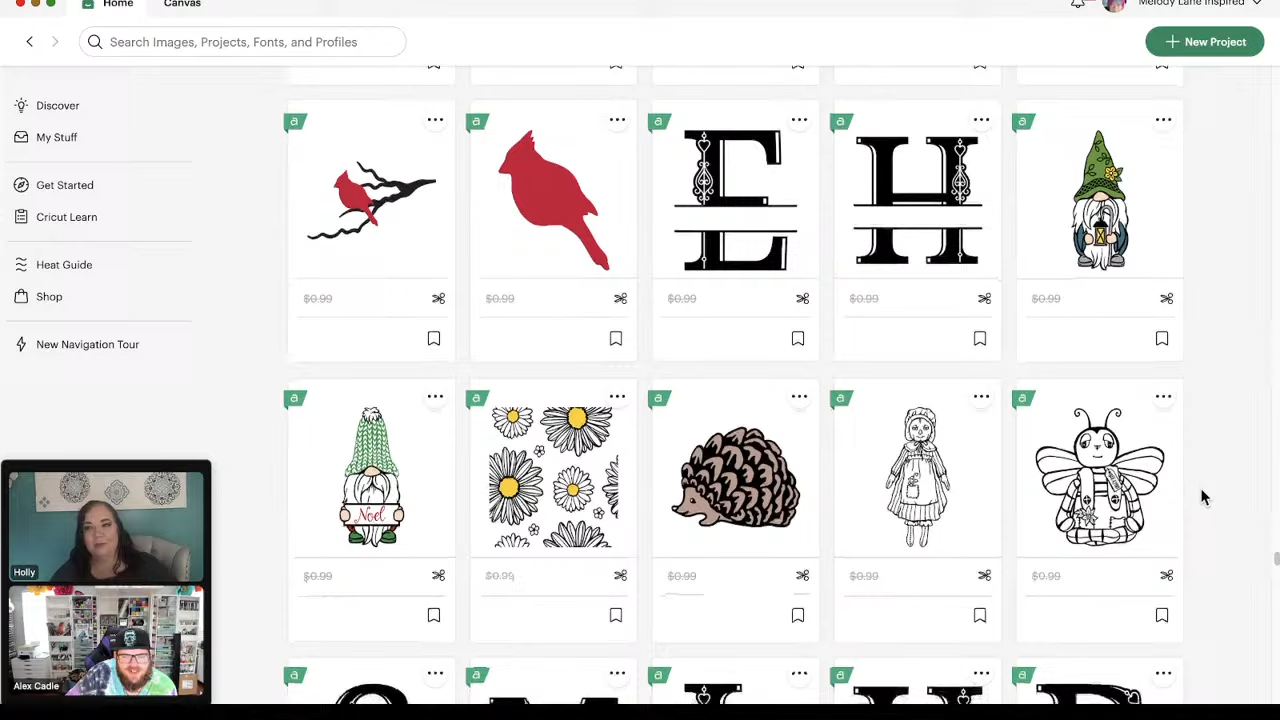 Home Canvas Melody Lane Inspired
Search Images, Projects, Fonts, and Profiles
New Project
Discover
My Stuff
Get Started
Cricut Learn
Heat Guide
Shop
New Navigation Tour
a a a E a H a
$0.99 $0.99 $0.99 $0.99 $0.99
a a a a a
Noel
$0.99 $0.99 $0.99 $0.99 $0.99
a a a a a
Holly
Alex Cadle